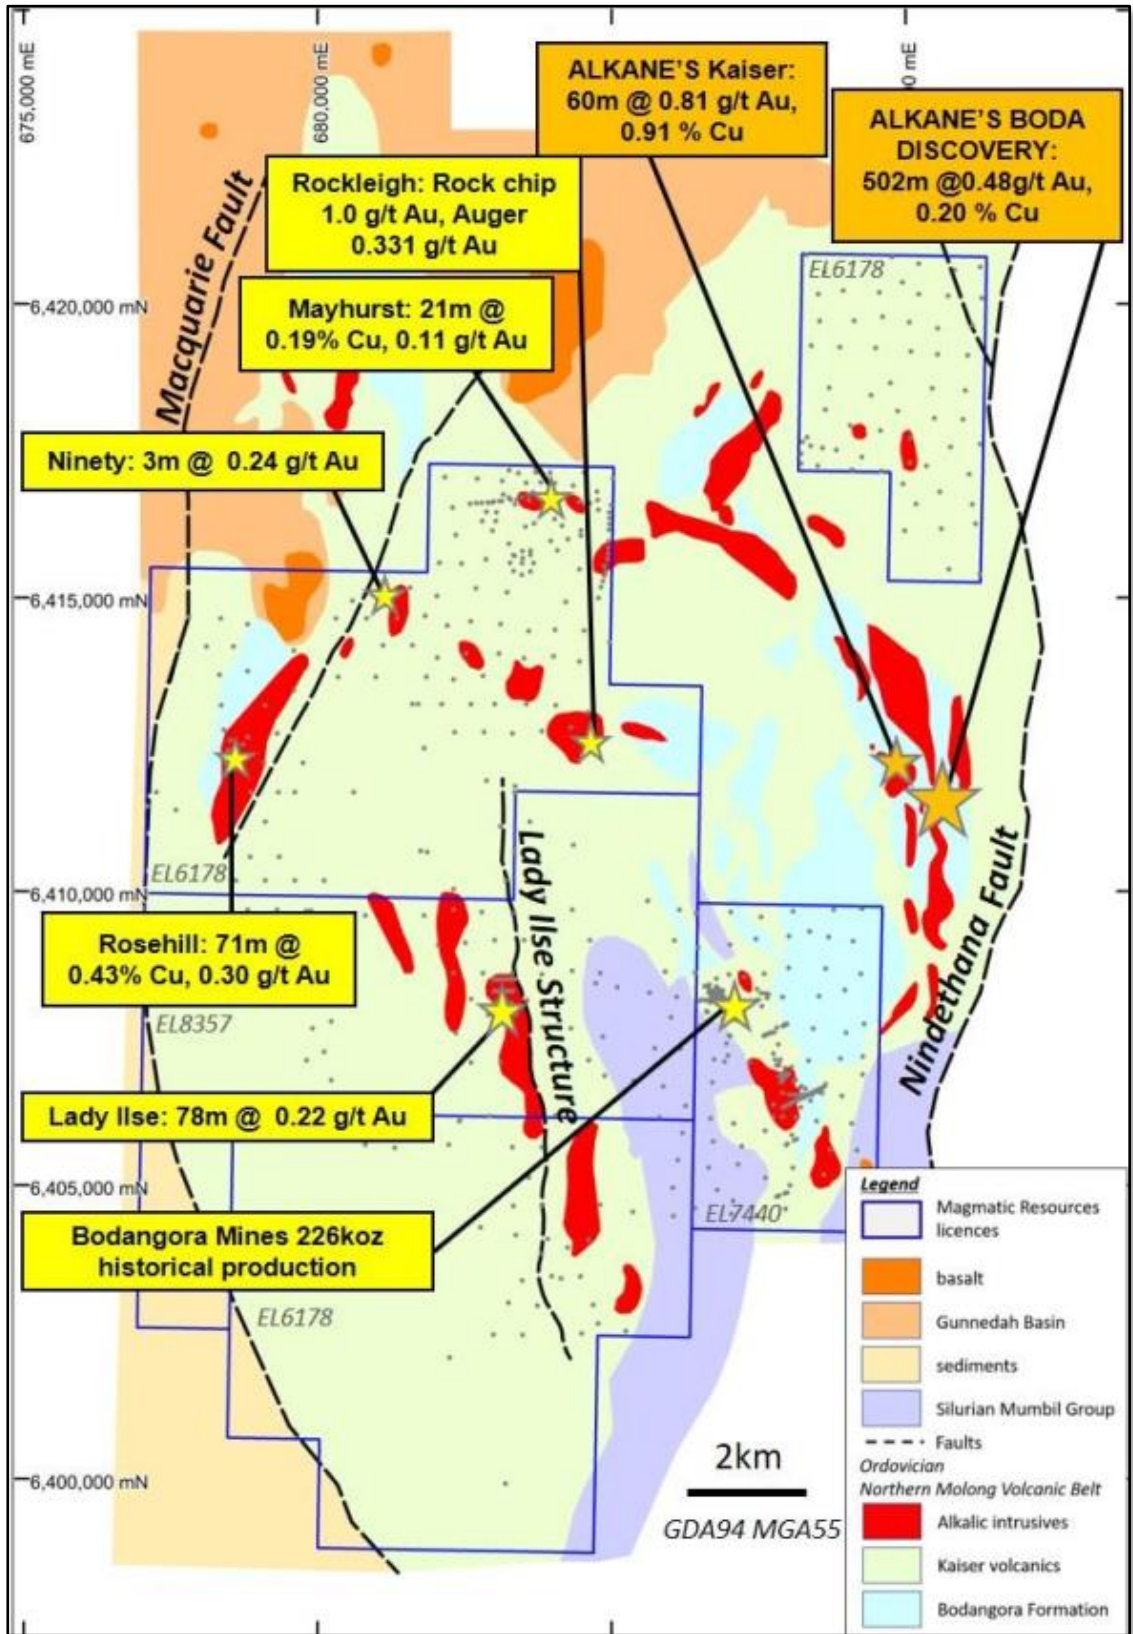 675,000 mE
680,000 mE
mE
ALKANE'S Kaiser:
60m @ 0.81 g/t Au,
0.91 % Cu
ALKANE'S BODA
DISCOVERY:
502m @0.48g/t Au,
0.20 % Cu
Rockleigh: Rock chip
1.0 g/t Au, Auger
0.331 g/t Au
Macquarie Fault
EL6178
6,420,000 mN
Mayhurst: 21m @
0.19% Cu, 0.11 g/t Au
Ninety: 3m @ 0.24 g/t Au
6,415,000 mN
EL6178
6,410,000 mN
Lady Ilse Structure
Nindethana Fault
Rosehill: 71m @
0.43% Cu, 0.30 g/t Au
EL8357
Lady Ilse: 78m @ 0.22 g/t Au
6,405,000 mN
EL7440
Bodangora Mines 226koz
historical production
EL6178
6,400,000 mN
2km
GDA94 MGA55
Legend
Magmatic Resources
licences
basalt
Gunnedah Basin
sediments
Silurian Mumbil Group
Faults
Ordovician
Northern Molong Volcanic Belt
Alkalic intrusives
Kaiser volcanics
Bodangora Formation